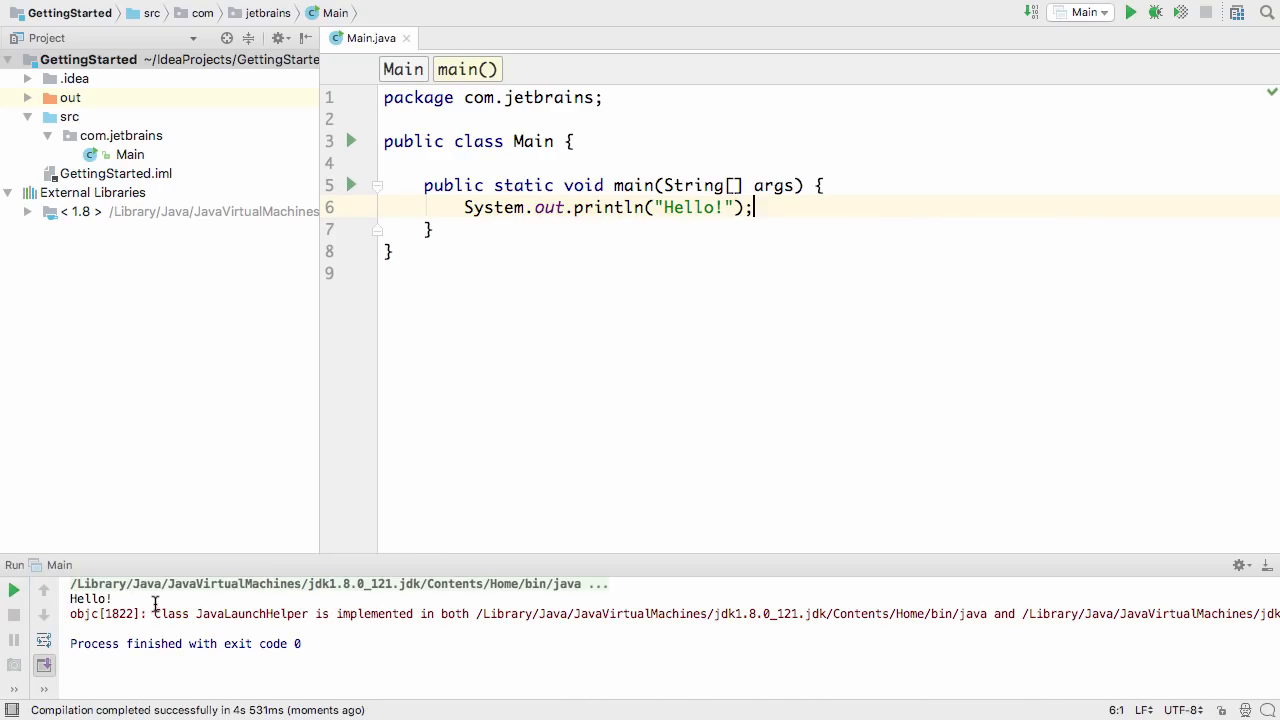 GettingStarted src com jetbrains Main
Main
Project
Main.java
GettingStarted ~/IdeaProjects/GettingStarte
.idea
out
src
com.jetbrains
Main
GettingStarted.iml
External Libraries
< 1.8 > /Library/Java/JavaVirtualMachines
Main main()
1 package com.jetbrains;
2
3 public class Main {
4
5 public static void main(String[] args) {
6 System.out.println("Hello!");
7 }
8 }
9
Run Main
/Library/Java/JavaVirtualMachines/jdk1.8.0_121.jdk/Contents/Home/bin/java ...
Hello!
objc[1822]: Class JavaLaunchHelper is implemented in both /Library/Java/JavaVirtualMachines/jdk1.8.0_121.jdk/Contents/Home/bin/java and /Library/Java/JavaVirtualMachines/jd
Process finished with exit code 0
Compilation completed successfully in 4s 531ms (moments ago)
6:1 LF÷ UTF-8÷